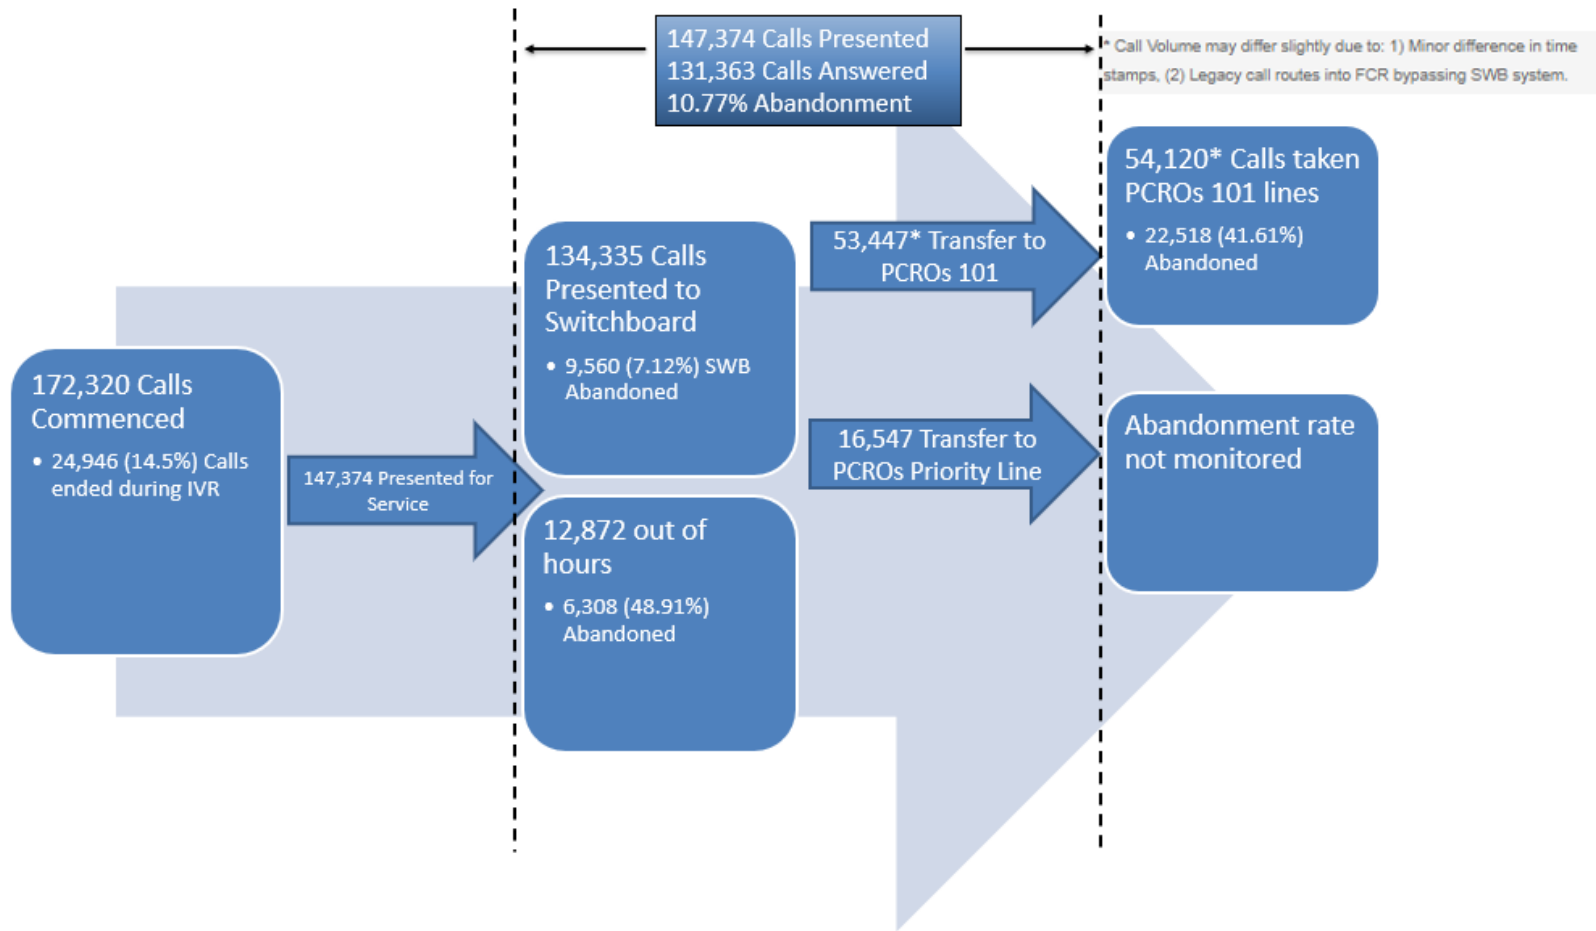 147,374 Calls Presented
131,363 Calls Answered
10.77% Abandonment
* Call Volume may differ slightly due to: 1) Minor difference in time
stamps, (2) Legacy call routes into FCR bypassing SWB system.
172,320 Calls
Commenced
• 24,946 (14.5%) Calls
ended during IVR
147,374 Presented for
Service
134,335 Calls
Presented to
Switchboard
• 9,560 (7.12%) SWB
Abandoned
12,872 out of
hours
• 6,308 (48.91%)
Abandoned
53,447* Transfer to
PCROs 101
16,547 Transfer to
PCROs Priority Line
54,120* Calls taken
PCROs 101 lines
• 22,518 (41.61%)
Abandoned
Abandonment rate
not monitored